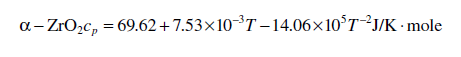 α – ZrO₂cₚ = 69.62 + 7.53×10⁻³T – 14.06×10⁵T⁻²J/K · mole